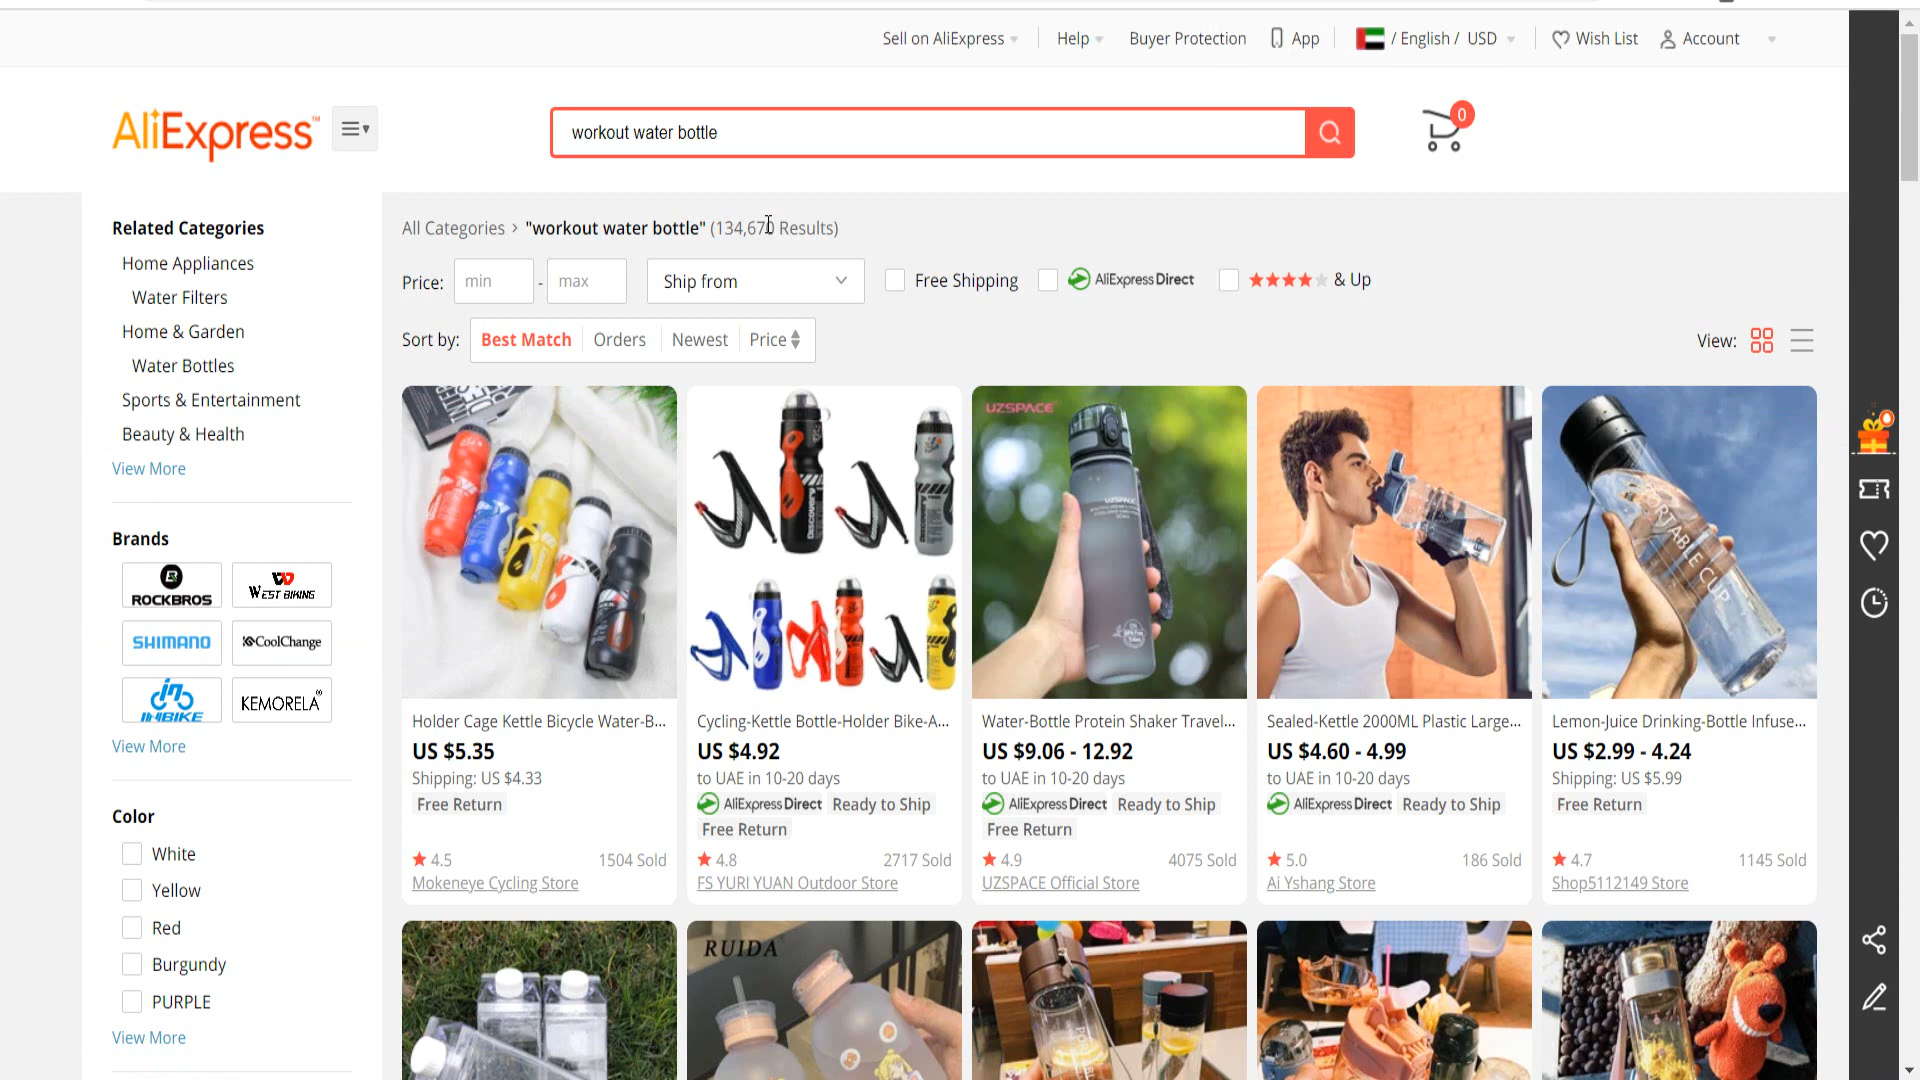 Sell on AliExpress
Help
Buyer Protection
App
/ English / USD
Wish List
Account
AliExpress™
workout water bottle
0
Related Categories
Home Appliances
Water Filters
Home & Garden
Water Bottles
Sports & Entertainment
Beauty & Health
View More
Brands
ROCKBROS
WEST BIKING
SHIMANO
CoolChange
INBIKE
KEMORELA®
View More
Color
White
Yellow
Red
Burgundy
PURPLE
View More
All Categories > "workout water bottle" (134,670 Results)
Price: min - max
Ship from
Free Shipping
AliExpress Direct
& Up
Sort by: Best Match Orders Newest Price
View:
UZSPACE
UZSPACE
DISCOVERY
PORTABLE CUP
Holder Cage Kettle Bicycle Water-B...
US $5.35
Shipping: US $4.33
Free Return
4.5 1504 Sold
Mokeneye Cycling Store
Cycling-Kettle Bottle-Holder Bike-A...
US $4.92
to UAE in 10-20 days
AliExpress Direct Ready to Ship
Free Return
4.8 2717 Sold
FS YURI YUAN Outdoor Store
Water-Bottle Protein Shaker Travel...
US $9.06 - 12.92
to UAE in 10-20 days
AliExpress Direct Ready to Ship
Free Return
4.9 4075 Sold
UZSPACE Official Store
Sealed-Kettle 2000ML Plastic Large...
US $4.60 - 4.99
to UAE in 10-20 days
AliExpress Direct Ready to Ship
5.0 186 Sold
Ai Yshang Store
Lemon-Juice Drinking-Bottle Infuse...
US $2.99 - 4.24
Shipping: US $5.99
Free Return
4.7 1145 Sold
Shop5112149 Store
RUIDA